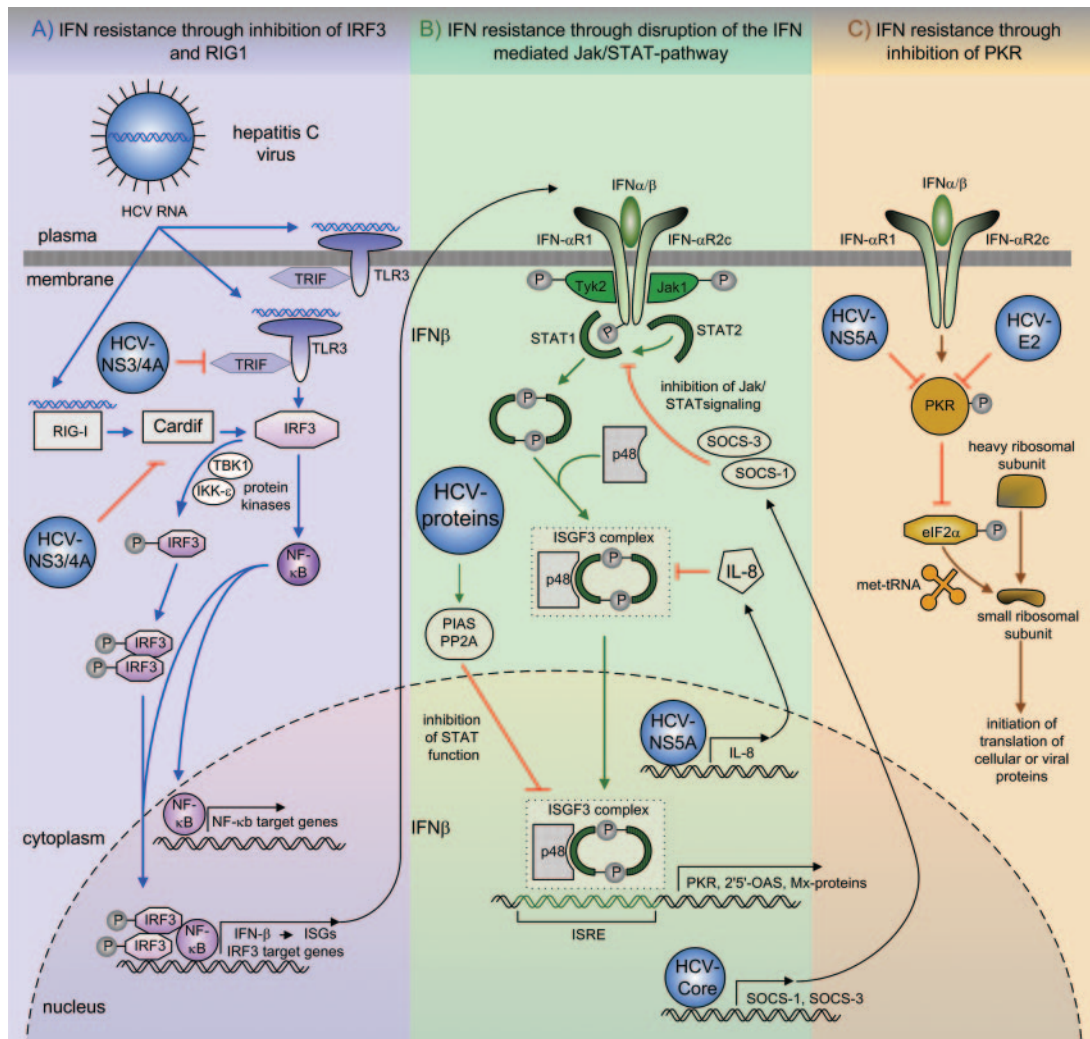 A) IFN resistance through inhibition of IRF3
and RIG1
hepatitis C
virus
HCV RNA
plasma
membrane
TRIF
TLR3
HCV-
NS3/4A
TRIF
TLR3
RIG-I
Cardif
IRF3
TBK1
IKK-ε
protein
kinases
HCV-
NS3/4A
P
IRF3
NF-
κB
P
IRF3
P
IRF3
cytoplasm
NF-
κB
NF-κb target genes
P
IRF3
P
IRF3
NF-
κB
IFN-β
ISGs
IRF3 target genes
nucleus
B) IFN resistance through disruption of the IFN
mediated Jak/STAT-pathway
IFNα/β
IFN-αR1
IFN-αR2c
P
Tyk2
Jak1
P
IFNβ
STAT1
P
STAT2
inhibition of Jak/
STATsignaling
P
P
p48
SOCS-3
SOCS-1
HCV-
proteins
ISGF3 complex
P
p48
P
IL-8
PIAS
PP2A
inhibition
of STAT
function
HCV-
NS5A
IL-8
IFNβ
ISGF3 complex
P
p48
P
PKR, 2'5'-OAS, Mx-proteins
ISRE
HCV-
Core
SOCS-1, SOCS-3
C) IFN resistance through
inhibition of PKR
IFNα/β
IFN-αR1
IFN-αR2c
HCV-
NS5A
HCV-
E2
PKR
P
heavy ribosomal
subunit
eIF2α
P
met-tRNA
small ribosomal
subunit
initiation of
translation of
cellular or viral
proteins